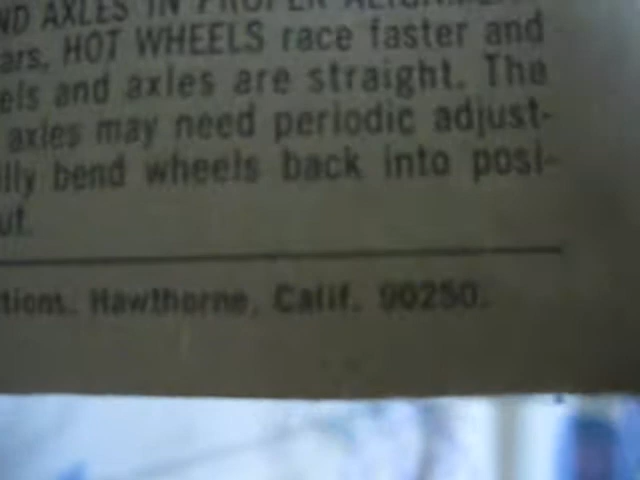 ND AXLES IN PROPER ALIGNMEN
ars, HOT WHEELS race faster and
els and axles are straight. The
axles may need periodic adjust-
lly bend wheels back into posi-
ut.
tions. Hawthorne, Calif. 90250.